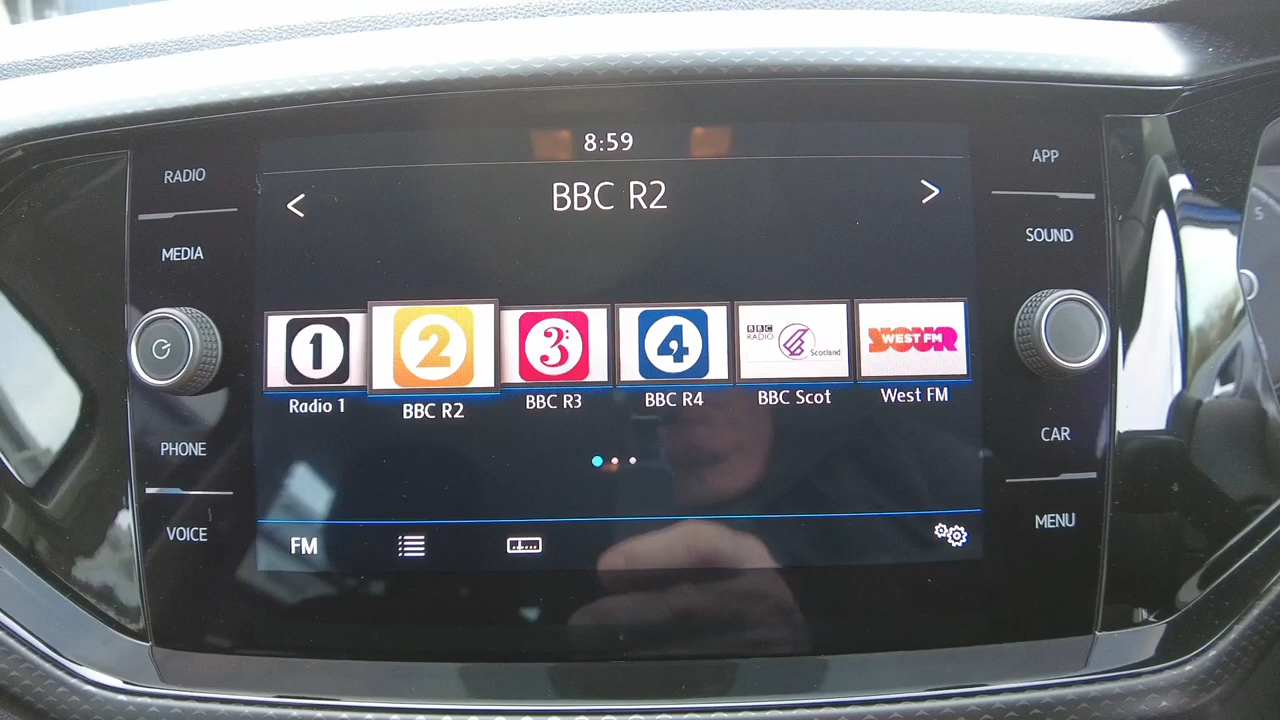 8:59
BBC R2
RADIO
MEDIA
PHONE
VOICE
APP
SOUND
CAR
MENU
< >
1
2
3:
4
BBC
RADIO
Scotland
YOUR
WEST FM
Radio 1
BBC R2
BBC R3
BBC R4
BBC Scot
West FM
FM
5